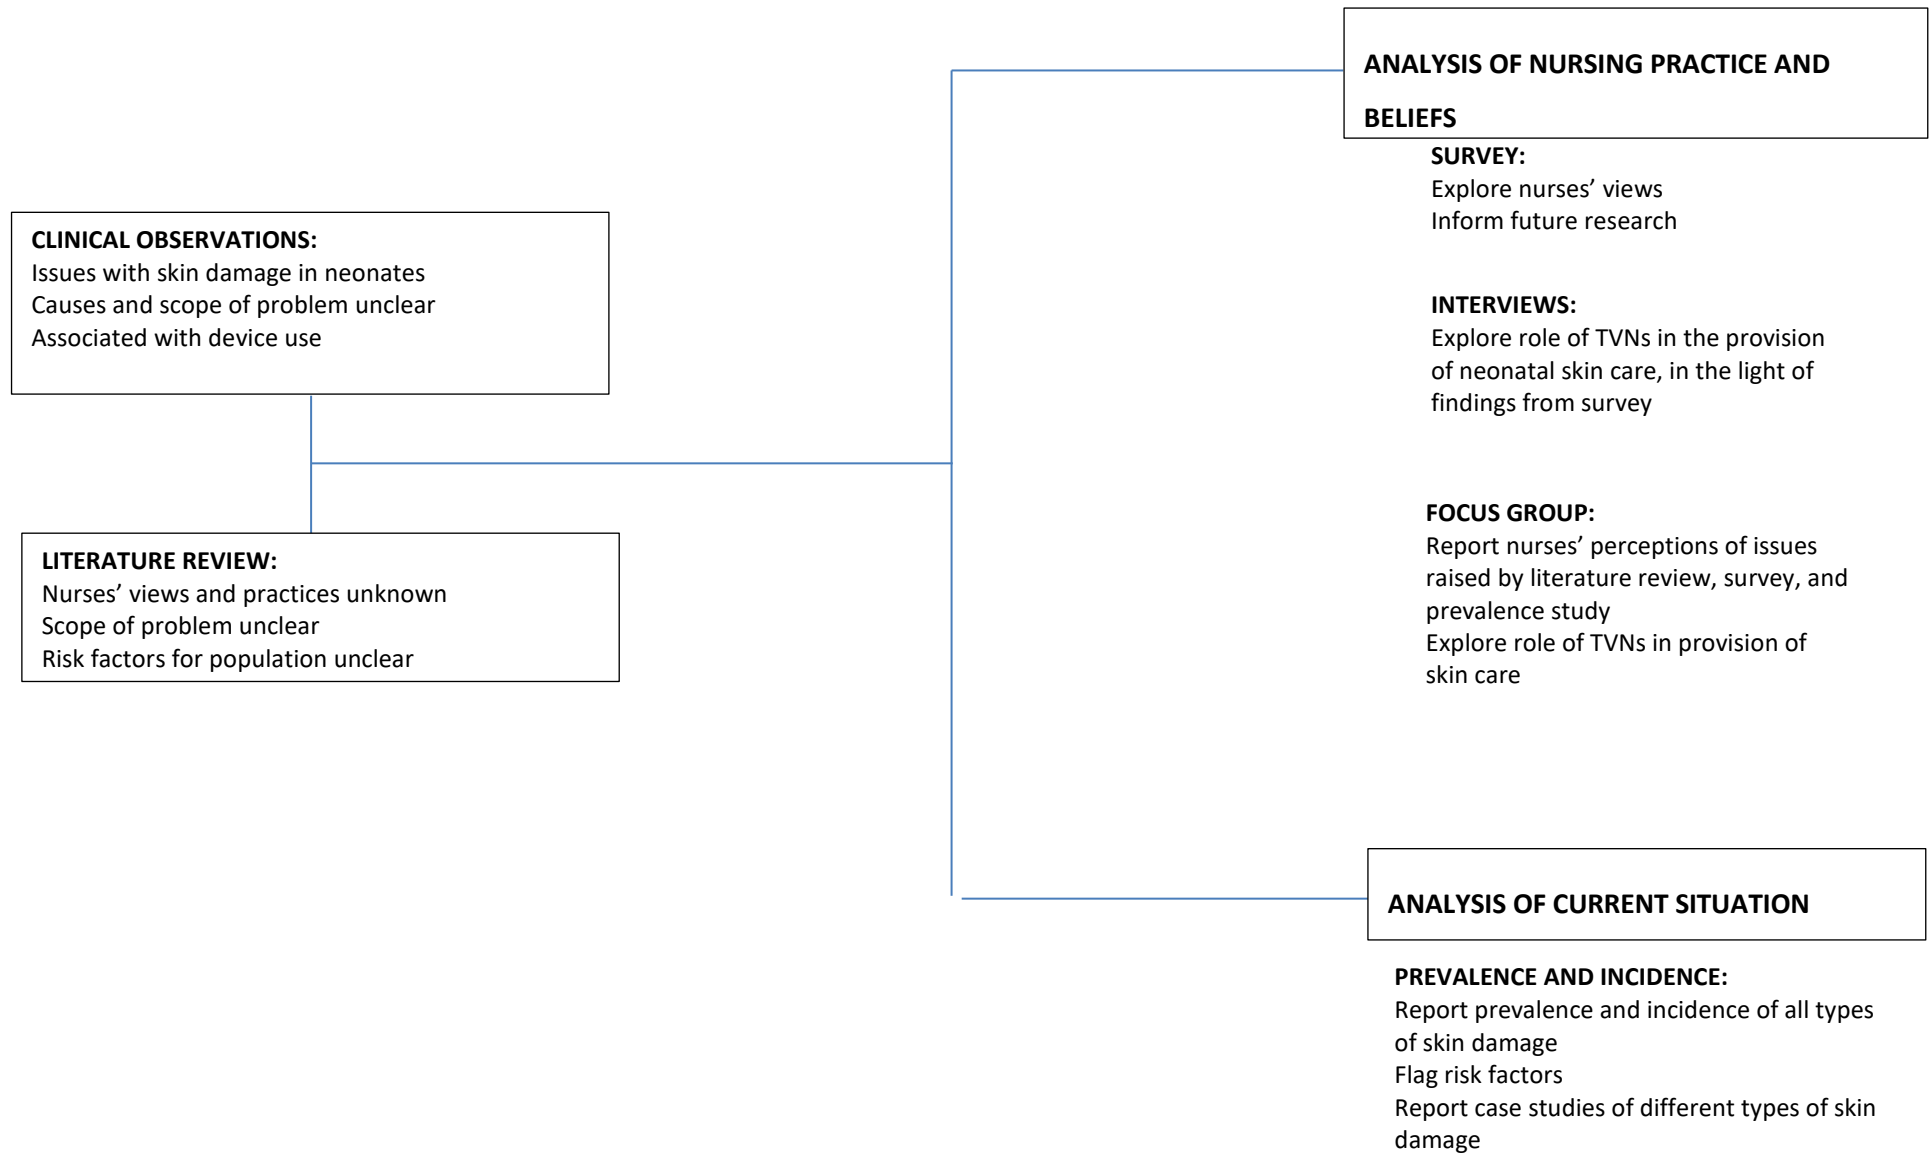 CLINICAL OBSERVATIONS:
Issues with skin damage in neonates
Causes and scope of problem unclear
Associated with device use
LITERATURE REVIEW:
Nurses’ views and practices unknown
Scope of problem unclear
Risk factors for population unclear
ANALYSIS OF NURSING PRACTICE AND
BELIEFS
SURVEY:
Explore nurses’ views
Inform future research
INTERVIEWS:
Explore role of TVNs in the provision
of neonatal skin care, in the light of
findings from survey
FOCUS GROUP:
Report nurses’ perceptions of issues
raised by literature review, survey, and
prevalence study
Explore role of TVNs in provision of
skin care
ANALYSIS OF CURRENT SITUATION
PREVALENCE AND INCIDENCE:
Report prevalence and incidence of all types
of skin damage
Flag risk factors
Report case studies of different types of skin
damage